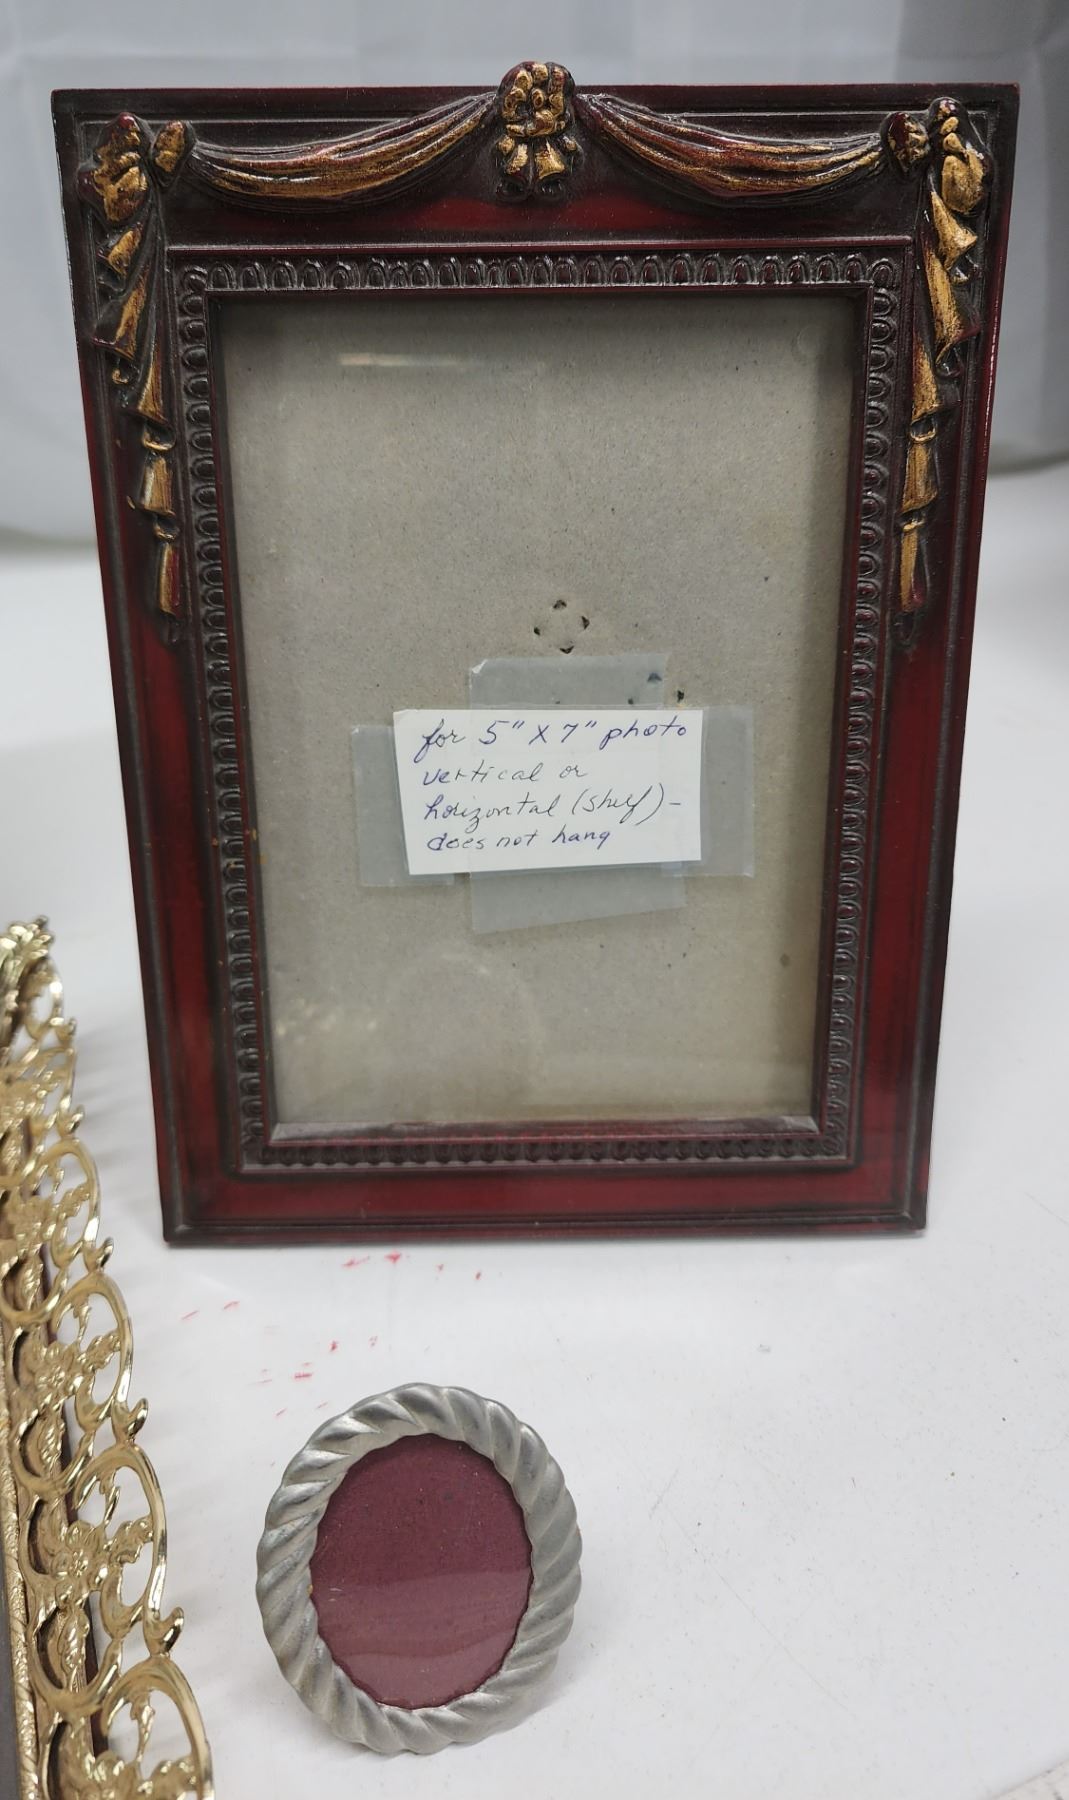 for 5" X 7" photo
vertical or
horizontal (shelf) -
does not hang